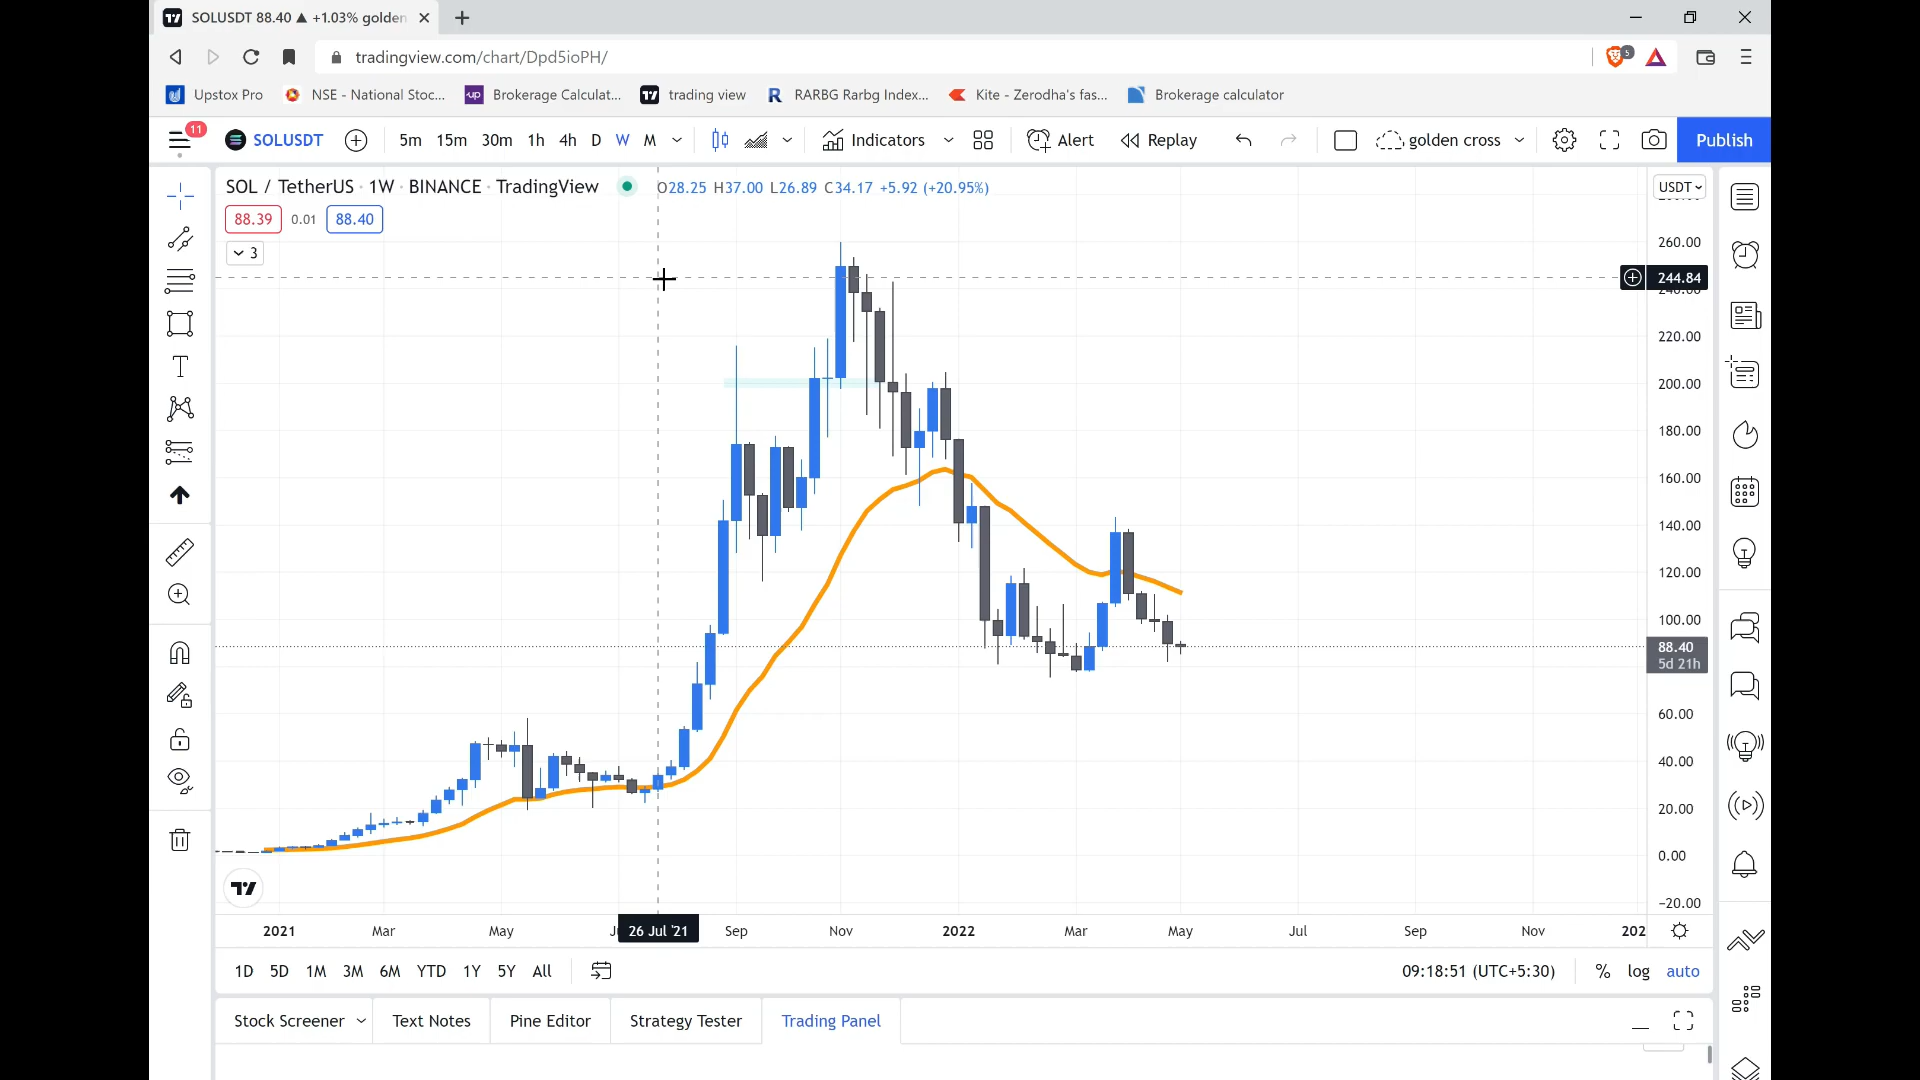 SOLUSDT 88.40 ▲ +1.03% golden
tradingview.com/chart/Dpd5ioPH/
5
Upstox Pro NSE - National Stoc... Brokerage Calculat... trading view RARBG Rarbg Index... Kite - Zerodha's fas... Brokerage calculator
11 SOLUSDT 5m 15m 30m 1h 4h D W M Indicators Alert Replay golden cross Publish
SOL / TetherUS · 1W · BINANCE · TradingView O28.25 H37.00 L26.89 C34.17 +5.92 (+20.95%) USDT
88.39 0.01 88.40
3
260.00
244.84
240.00
220.00
200.00
180.00
160.00
140.00
120.00
100.00
88.40
5d 21h
60.00
40.00
20.00
0.00
−20.00
2021 Mar May 26 Jul '21 Sep Nov 2022 Mar May Jul Sep Nov 202
1D 5D 1M 3M 6M YTD 1Y 5Y All 09:18:51 (UTC+5:30) % log auto
Stock Screener Text Notes Pine Editor Strategy Tester Trading Panel